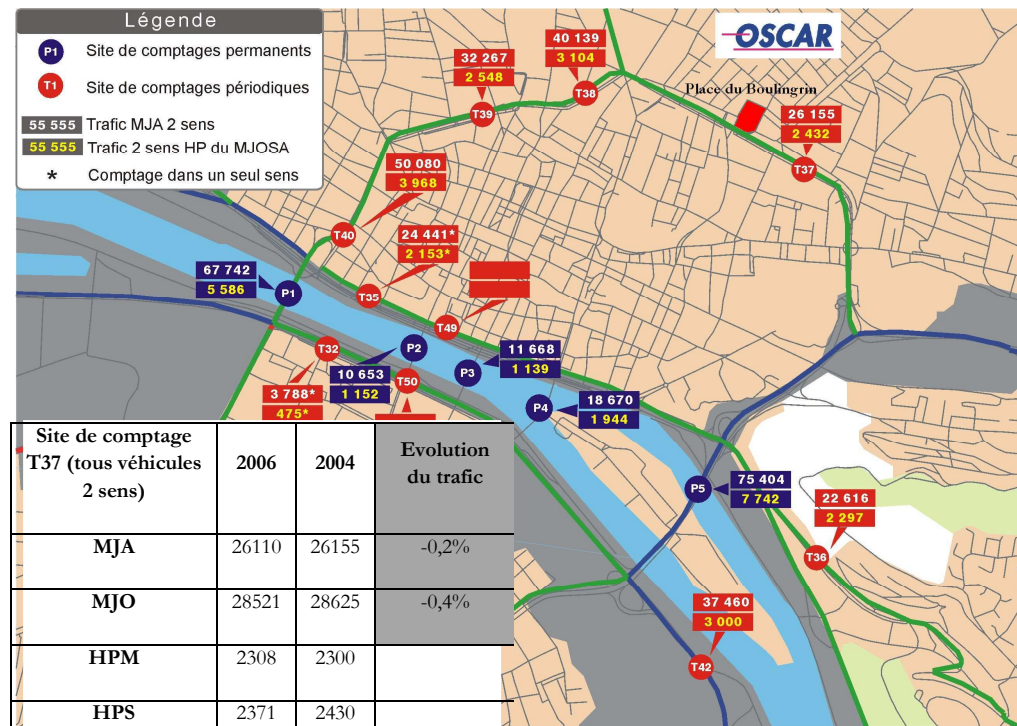 Légende
P1 Site de comptages permanents
T1 Site de comptages périodiques
55 555 Trafic MJA 2 sens
55 555 Trafic 2 sens HP du MJOSA
* Comptage dans un seul sens
OSCAR
40 139
3 104
T38
32 267
2 548
T39
Place du Boulingrin
26 155
2 432
T37
50 080
3 968
T40
24 441*
2 153*
T35
67 742
5 586
P1
T49
T32
3 788*
475*
P2
10 653
1 152
T50
P3
11 668
1 139
P4
18 670
1 944
P5
75 404
7 742
22 616
2 297
T36
37 460
3 000
T42
Site de comptage T37 (tous véhicules 2 sens) 2006 2004 Evolution du trafic
MJA 26110 26155 -0,2%
MJO 28521 28625 -0,4%
HPM 2308 2300
HPS 2371 2430